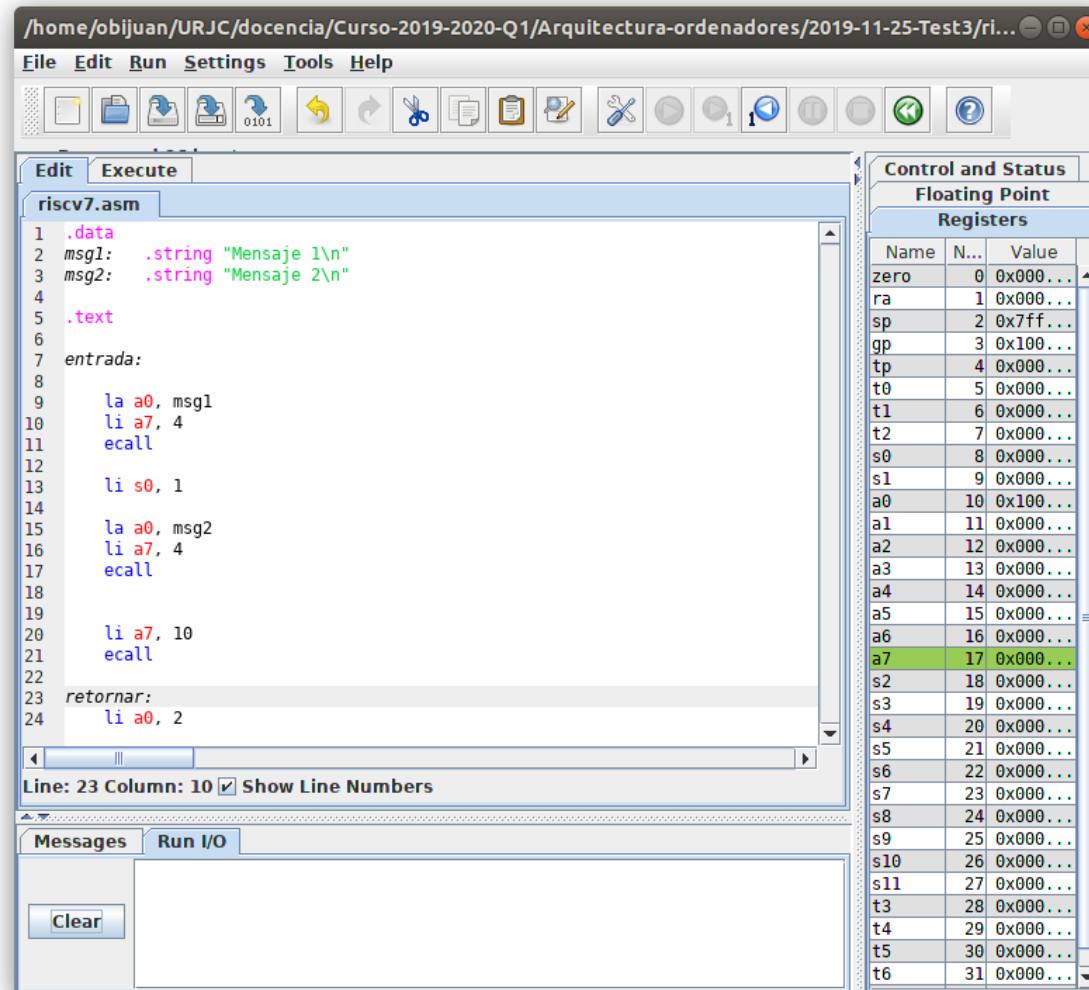 /home/obijuan/URJC/docencia/Curso-2019-2020-Q1/Arquitectura-ordenadores/2019-11-25-Test3/ri...
File Edit Run Settings Tools Help
0101
1
1
Edit Execute
riscv7.asm
1 .data
2 msg1: .string "Mensaje 1\n"
3 msg2: .string "Mensaje 2\n"
4
5 .text
6
7 entrada:
8
9 la a0, msg1
10 li a7, 4
11 ecall
12
13 li s0, 1
14
15 la a0, msg2
16 li a7, 4
17 ecall
18
19
20 li a7, 10
21 ecall
22
23 retornar:
24 li a0, 2
Line: 23 Column: 10 Show Line Numbers
Messages Run I/O
Clear
Control and Status
Floating Point
Registers
Name N... Value
zero 0 0x000...
ra 1 0x000...
sp 2 0x7ff...
gp 3 0x100...
tp 4 0x000...
t0 5 0x000...
t1 6 0x000...
t2 7 0x000...
s0 8 0x000...
s1 9 0x000...
a0 10 0x100...
a1 11 0x000...
a2 12 0x000...
a3 13 0x000...
a4 14 0x000...
a5 15 0x000...
a6 16 0x000...
a7 17 0x000...
s2 18 0x000...
s3 19 0x000...
s4 20 0x000...
s5 21 0x000...
s6 22 0x000...
s7 23 0x000...
s8 24 0x000...
s9 25 0x000...
s10 26 0x000...
s11 27 0x000...
t3 28 0x000...
t4 29 0x000...
t5 30 0x000...
t6 31 0x000...